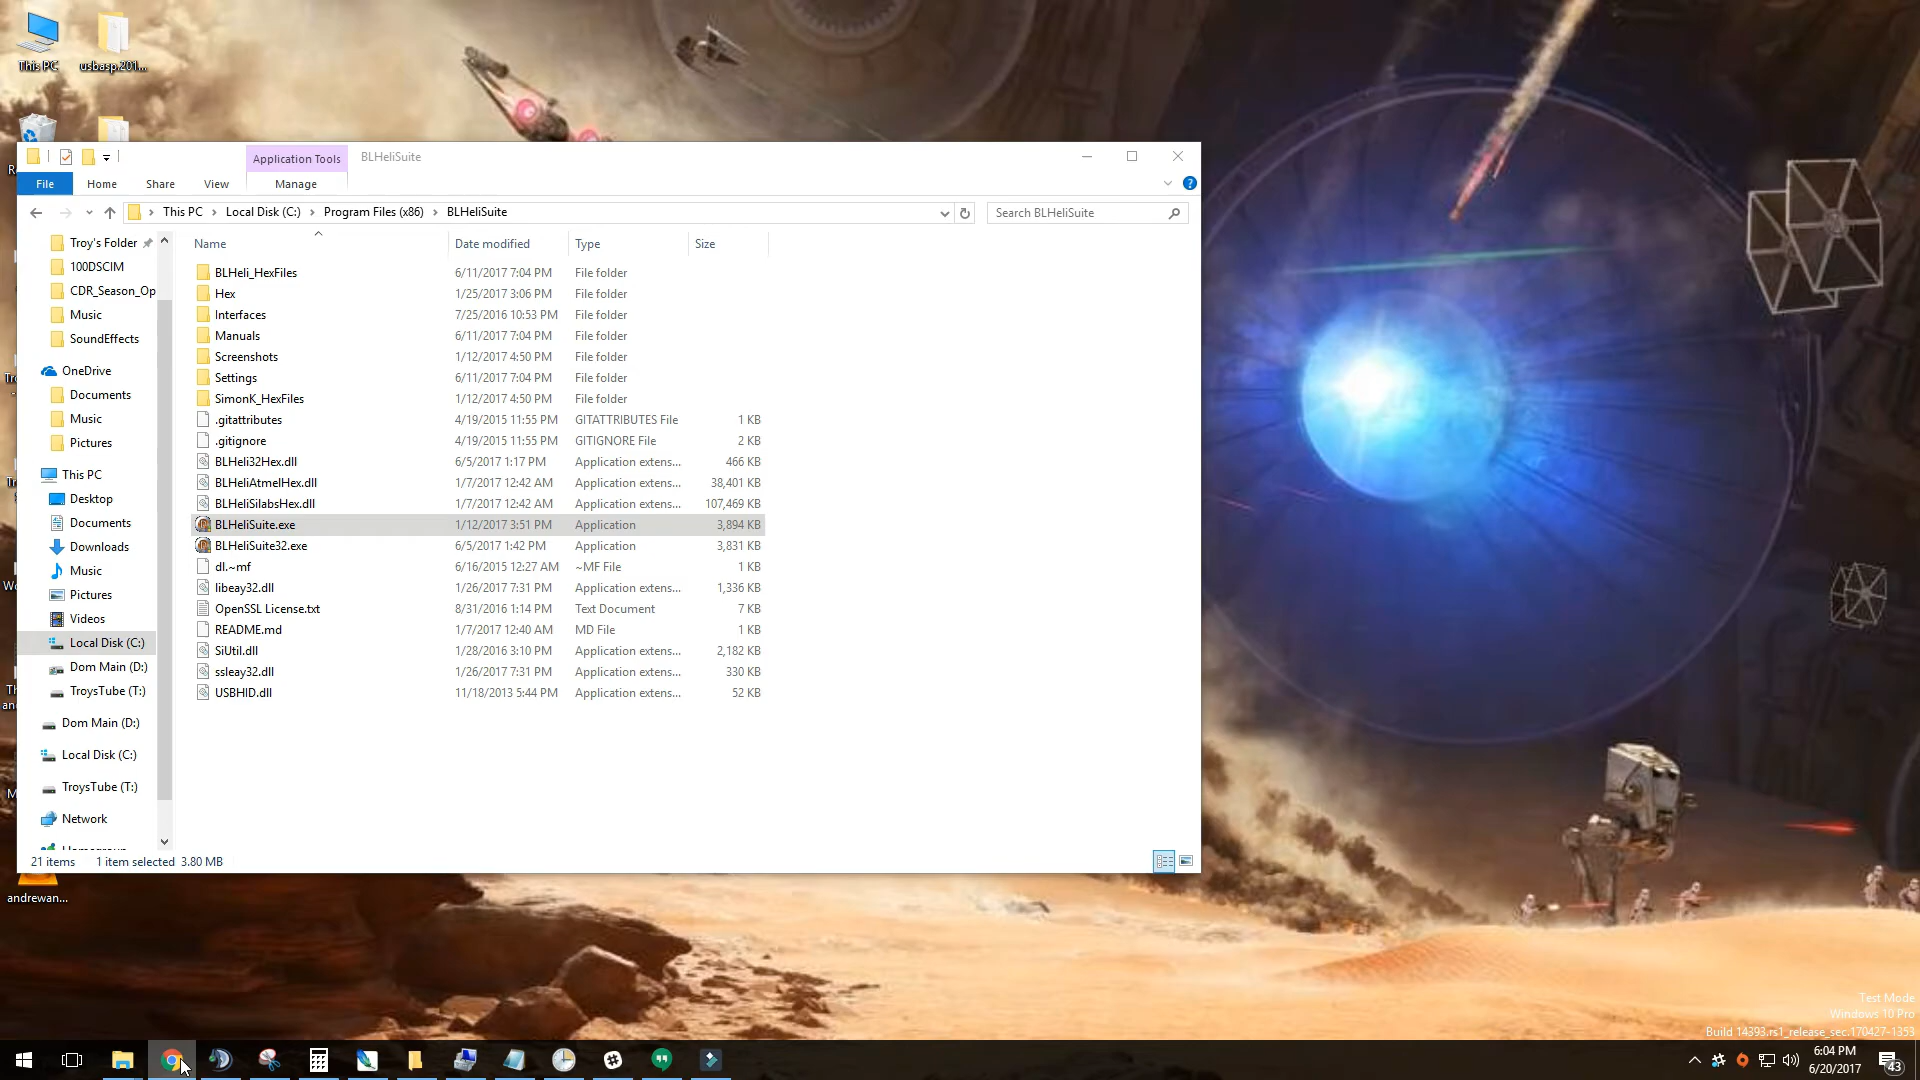 This PC
usbasp.201...
Application Tools
BLHeliSuite
File
Home
Share
View
Manage
This PC
Local Disk (C:)
Program Files (x86)
BLHeliSuite
Search BLHeliSuite
Troy's Folder
100DSCIM
CDR_Season_Op
Music
SoundEffects
OneDrive
Documents
Music
Pictures
This PC
Desktop
Documents
Downloads
Music
Pictures
Videos
Local Disk (C:)
Dom Main (D:)
TroysTube (T:)
Dom Main (D:)
Local Disk (C:)
TroysTube (T:)
Network
Name Date modified Type Size
BLHeli_HexFiles 6/11/2017 7:04 PM File folder
Hex 1/25/2017 3:06 PM File folder
Interfaces 7/25/2016 10:53 PM File folder
Manuals 6/11/2017 7:04 PM File folder
Screenshots 1/12/2017 4:50 PM File folder
Settings 6/11/2017 7:04 PM File folder
SimonK_HexFiles 1/12/2017 4:50 PM File folder
.gitattributes 4/19/2015 11:55 PM GITATTRIBUTES File 1 KB
.gitignore 4/19/2015 11:55 PM GITIGNORE File 2 KB
BLHeli32Hex.dll 6/5/2017 1:17 PM Application extens... 466 KB
BLHeliAtmelHex.dll 1/7/2017 12:42 AM Application extens... 38,401 KB
BLHeliSilabsHex.dll 1/7/2017 12:42 AM Application extens... 107,469 KB
BLHeliSuite.exe 1/12/2017 3:51 PM Application 3,894 KB
BLHeliSuite32.exe 6/5/2017 1:42 PM Application 3,831 KB
dl.~mf 6/16/2015 12:27 AM ~MF File 1 KB
libeay32.dll 1/26/2017 7:31 PM Application extens... 1,336 KB
OpenSSL License.txt 8/31/2016 1:14 PM Text Document 7 KB
README.md 1/7/2017 12:40 AM MD File 1 KB
SiUtil.dll 1/28/2016 3:10 PM Application extens... 2,182 KB
ssleay32.dll 1/26/2017 7:31 PM Application extens... 330 KB
USBHID.dll 11/18/2013 5:44 PM Application extens... 52 KB
21 items 1 item selected 3.80 MB
andrewan...
Test Mode
Windows 10 Pro
Build 14393.rs1_release_sec.170427-1353
6:04 PM
6/20/2017
43